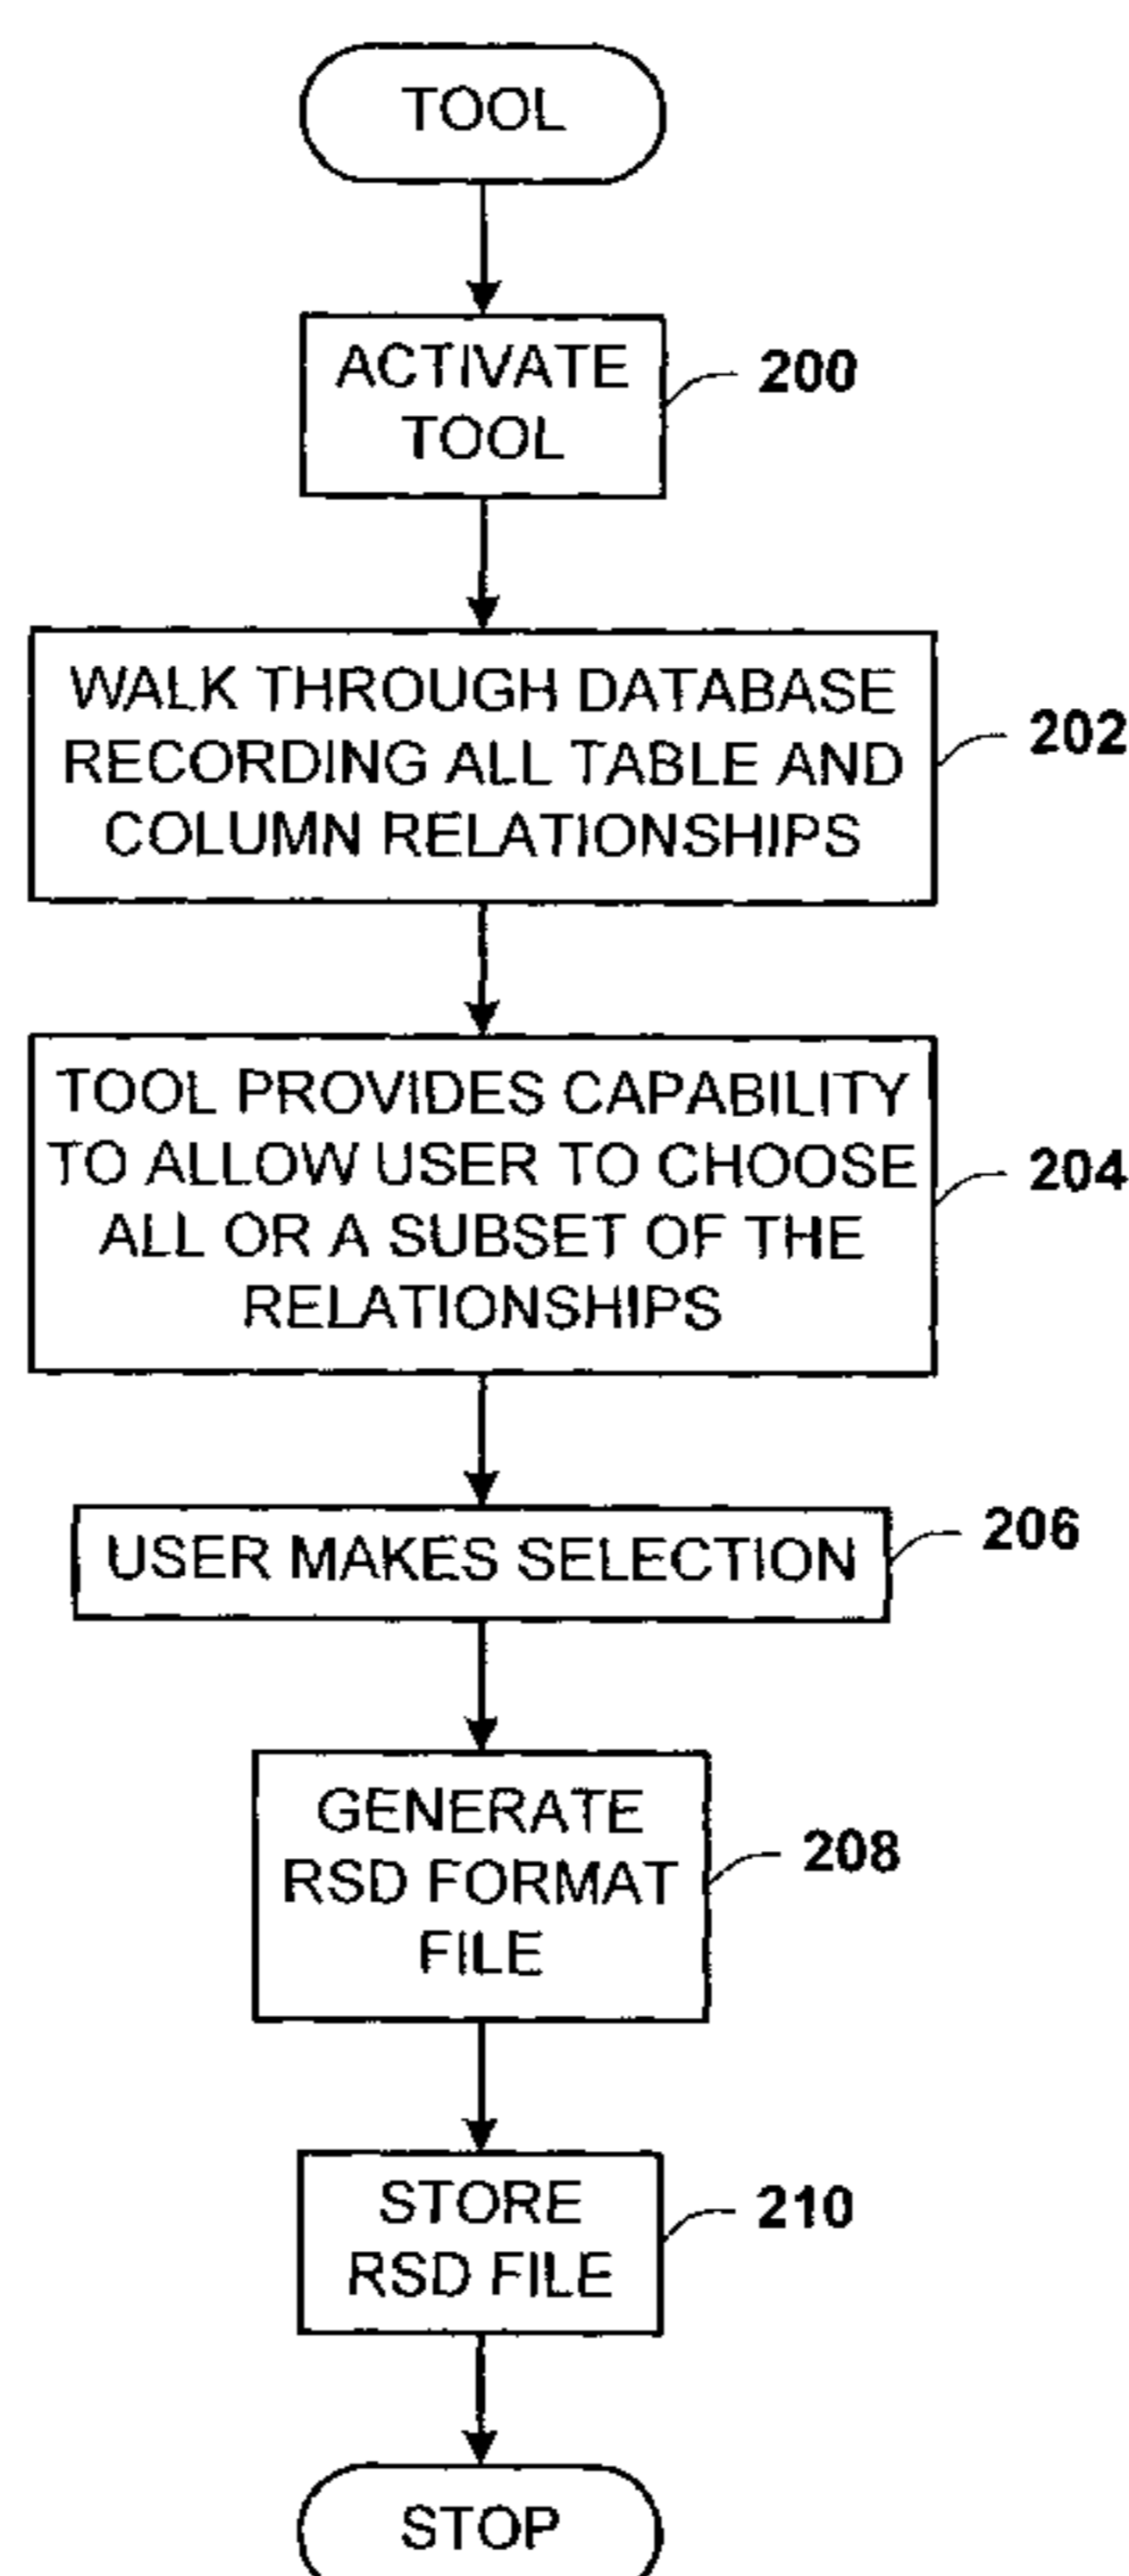 TOOL
ACTIVATE
TOOL
200
WALK THROUGH DATABASE
RECORDING ALL TABLE AND
COLUMN RELATIONSHIPS
202
TOOL PROVIDES CAPABILITY
TO ALLOW USER TO CHOOSE
ALL OR A SUBSET OF THE
RELATIONSHIPS
204
USER MAKES SELECTION
206
GENERATE
RSD FORMAT
FILE
208
STORE
RSD FILE
210
STOP